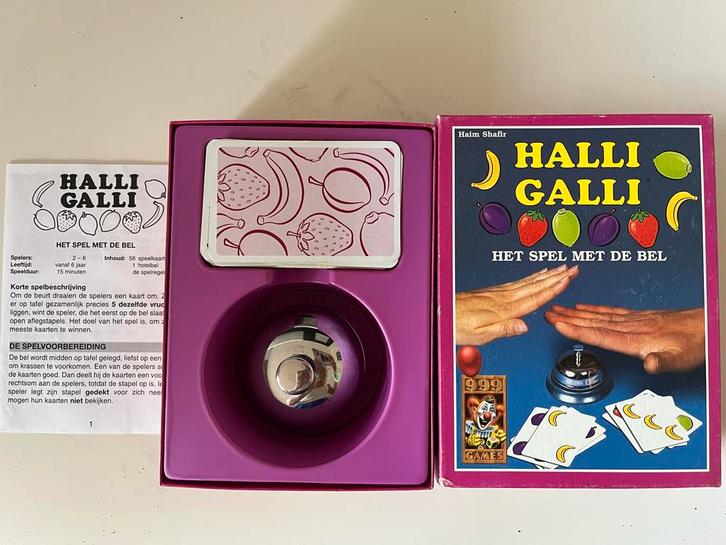 HALLI
GALLI
HET SPEL MET DE BEL
Spelers: 2 – 6 Inhoud: 56 speelkaart
Leeftijd: vanaf 6 jaar 1 hotelbel
Speelduur: 15 minuten de spelregel
Korte spelbeschrijving
Om de beurt draaien de spelers een kaart om. Z
er op tafel gezamenlijk precies 5 dezelfde vruc
liggen, wint de speler, die het eerst op de bel slaat
open aflegstapels. Het doel van het spel is, om z
meeste kaarten te winnen.
DE SPELVOORBEREIDING
De bel wordt midden op tafel gelegd, liefst op een
om krassen te voorkomen. Een van de spelers sc
de kaarten goed. Dan deelt hij de kaarten een voo
rechtsom aan de spelers, totdat de stapel op is. Ie
speler legt zijn stapel gedekt voor zich neer
mogen hun kaarten niet bekijken.
1
Haim Shafir
HALLI
GALLI
HET SPEL MET DE BEL
999
GAMES